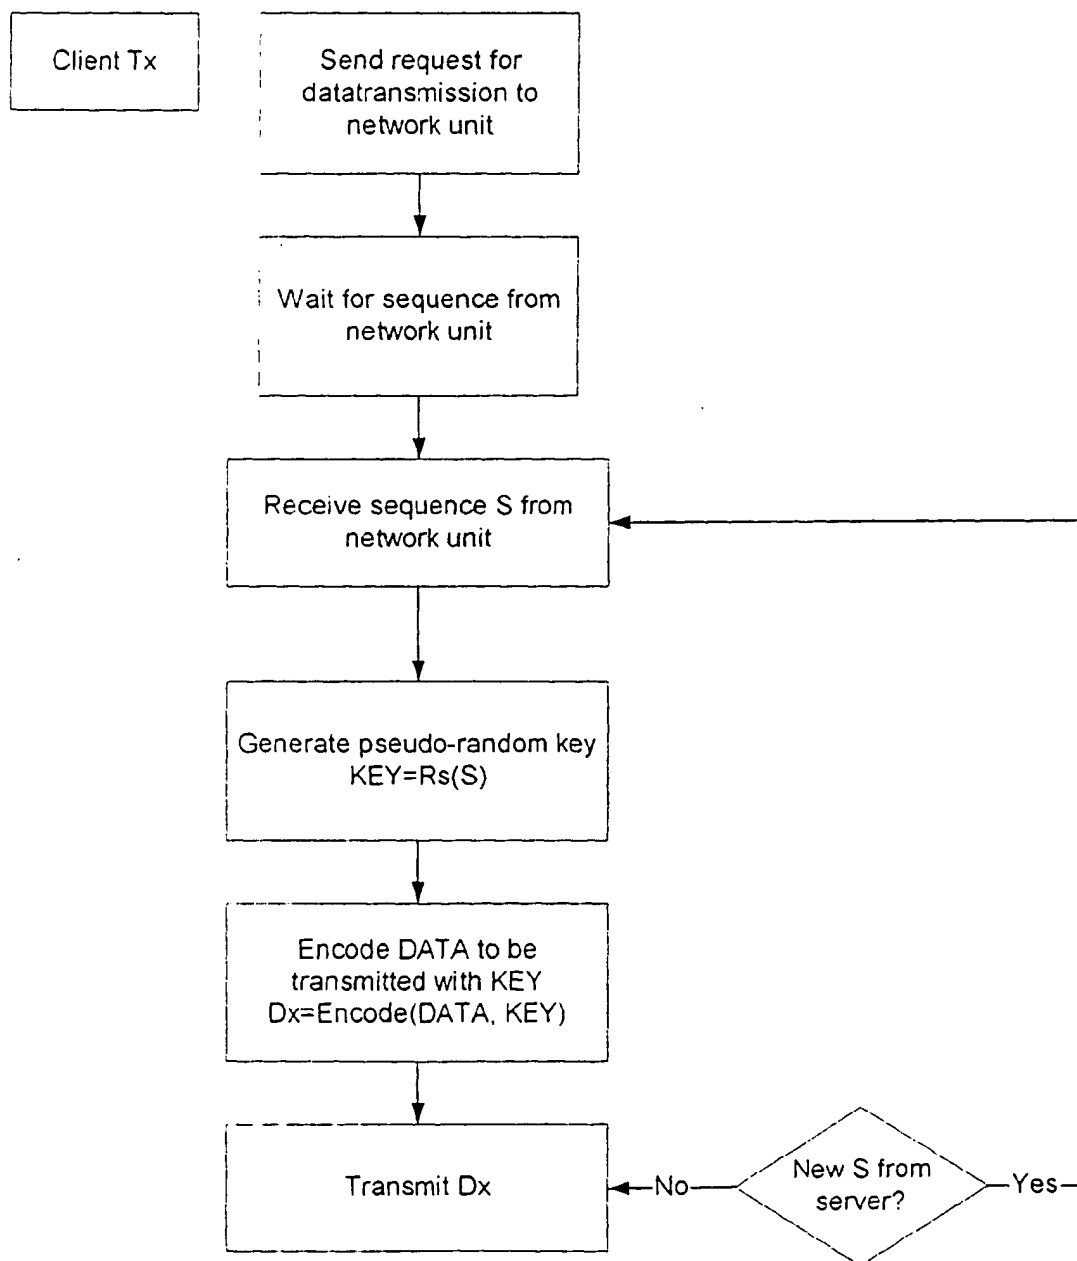 Client Tx
Send request for
datatransmission to
network unit
Wait for sequence from
network unit
Receive sequence S from
network unit
Generate pseudo-random key
KEY=Rs(S)
Encode DATA to be
transmitted with KEY
Dx=Encode(DATA, KEY)
Transmit Dx
No
New S from
server?
Yes